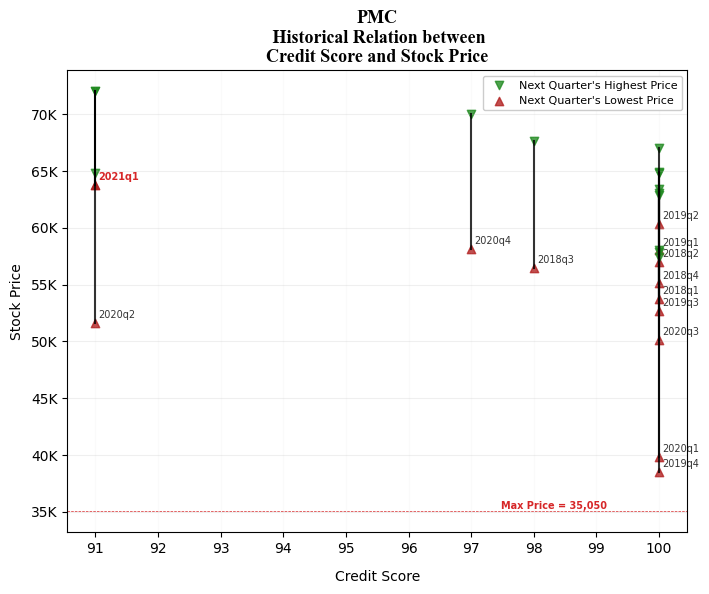 PMC
Historical Relation between
Credit Score and Stock Price
Next Quarter's Highest Price
Next Quarter's Lowest Price
70K
65K
60K
55K
50K
45K
40K
35K
Stock Price
2021q1
2020q2
2020q4
2018q3
2019q2
2019q1
2018q2
2018q4
2018q1
2019q3
2020q3
2020q1
2019q4
Max Price = 35,050
91 92 93 94 95 96 97 98 99 100
Credit Score